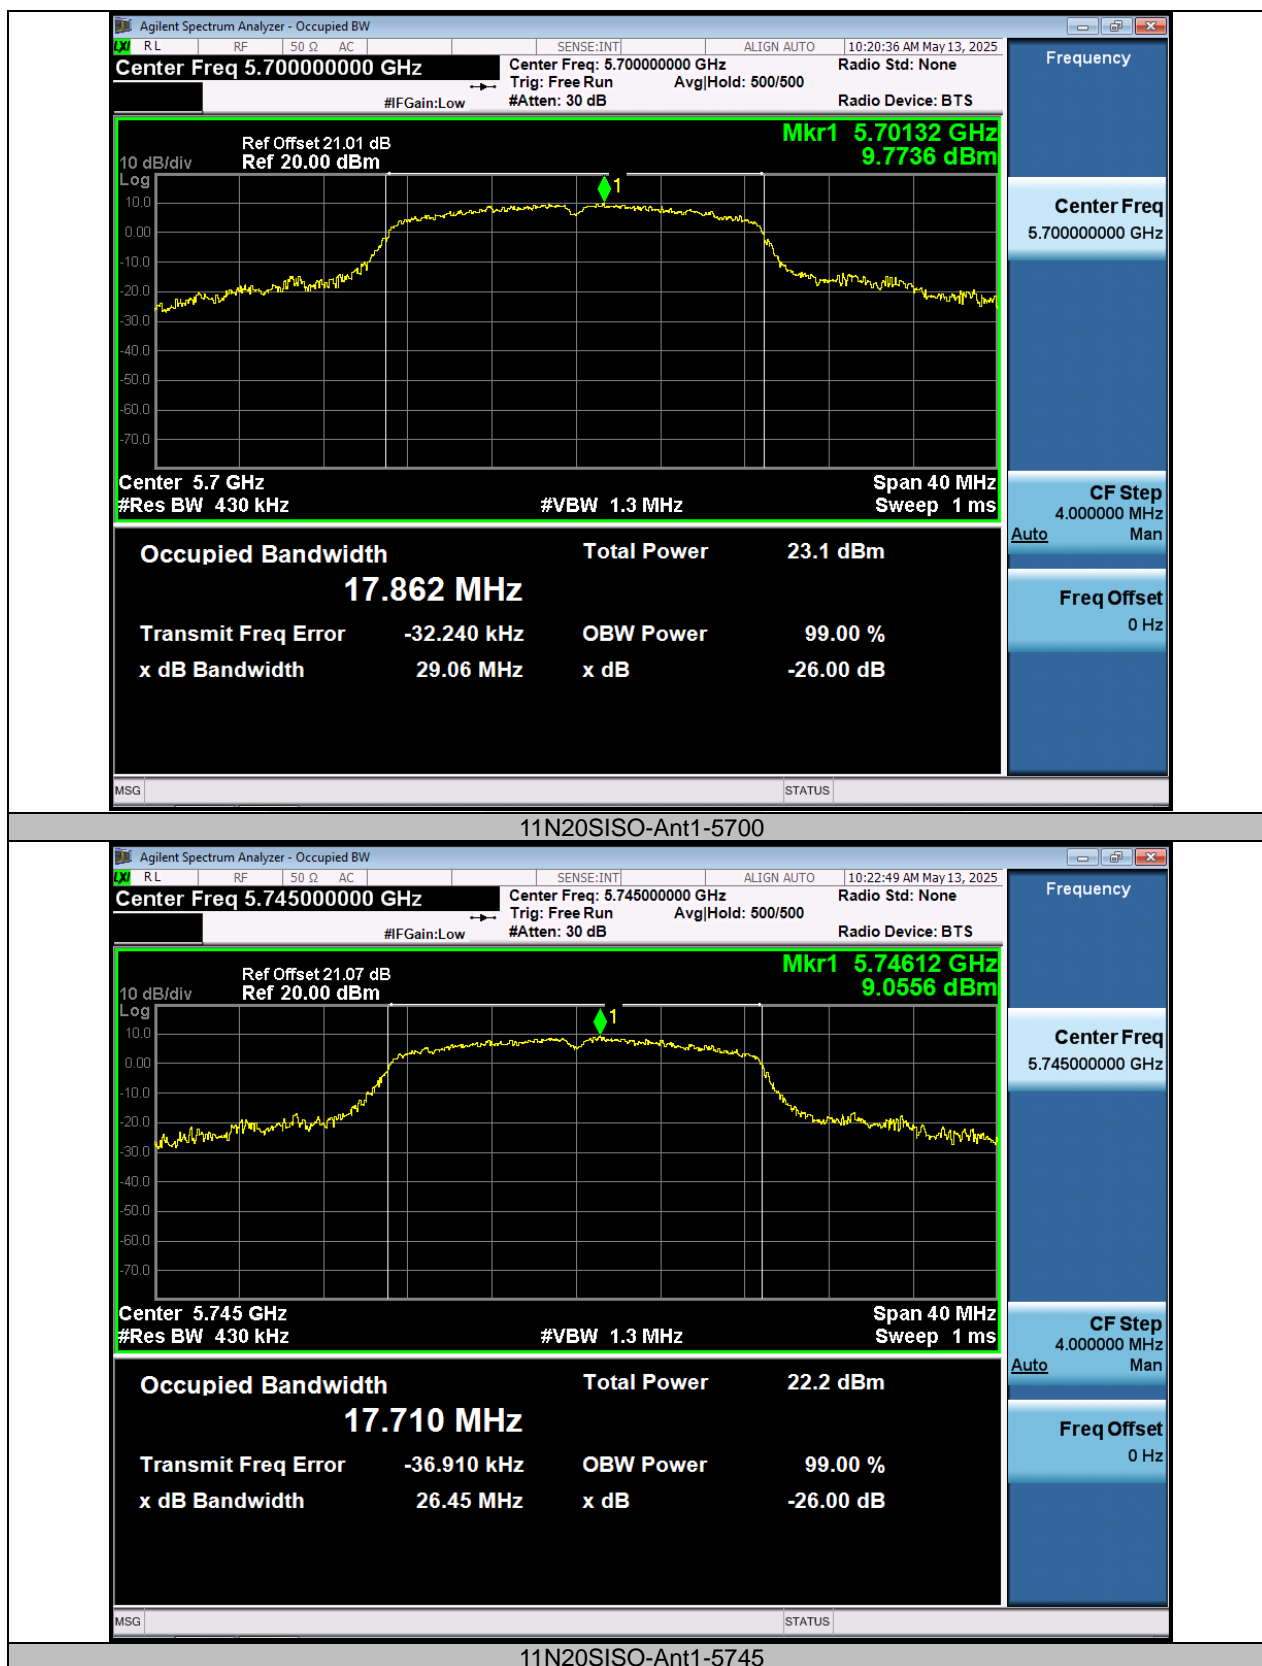 Agilent Spectrum Analyzer - Occupied BW
LXI RL RF 50 Ω AC SENSE:INT ALIGN AUTO 10:20:36 AM May 13, 2025
Center Freq 5.700000000 GHz
Center Freq: 5.700000000 GHz Radio Std: None
Trig: Free Run Avg|Hold: 500/500
#IFGain:Low #Atten: 30 dB Radio Device: BTS
Frequency
Mkr1 5.70132 GHz
9.7736 dBm
Ref Offset 21.01 dB
10 dB/div Ref 20.00 dBm
Log
1
10.0
0.00
-10.0
-20.0
-30.0
-40.0
-50.0
-60.0
-70.0
Center 5.7 GHz Span 40 MHz
#Res BW 430 kHz #VBW 1.3 MHz Sweep 1 ms
Center Freq
5.700000000 GHz
CF Step
4.000000 MHz
Auto Man
Freq Offset
0 Hz
Occupied Bandwidth Total Power 23.1 dBm
17.862 MHz
Transmit Freq Error -32.240 kHz OBW Power 99.00 %
x dB Bandwidth 29.06 MHz x dB -26.00 dB
MSG STATUS
11N20SISO-Ant1-5700
Agilent Spectrum Analyzer - Occupied BW
LXI RL RF 50 Ω AC SENSE:INT ALIGN AUTO 10:22:49 AM May 13, 2025
Center Freq 5.745000000 GHz
Center Freq: 5.745000000 GHz Radio Std: None
Trig: Free Run Avg|Hold: 500/500
#IFGain:Low #Atten: 30 dB Radio Device: BTS
Frequency
Mkr1 5.74612 GHz
9.0556 dBm
Ref Offset 21.07 dB
10 dB/div Ref 20.00 dBm
Log
1
10.0
0.00
-10.0
-20.0
-30.0
-40.0
-50.0
-60.0
-70.0
Center 5.745 GHz Span 40 MHz
#Res BW 430 kHz #VBW 1.3 MHz Sweep 1 ms
Center Freq
5.745000000 GHz
CF Step
4.000000 MHz
Auto Man
Freq Offset
0 Hz
Occupied Bandwidth Total Power 22.2 dBm
17.710 MHz
Transmit Freq Error -36.910 kHz OBW Power 99.00 %
x dB Bandwidth 26.45 MHz x dB -26.00 dB
MSG STATUS
11N20SISO-Ant1-5745